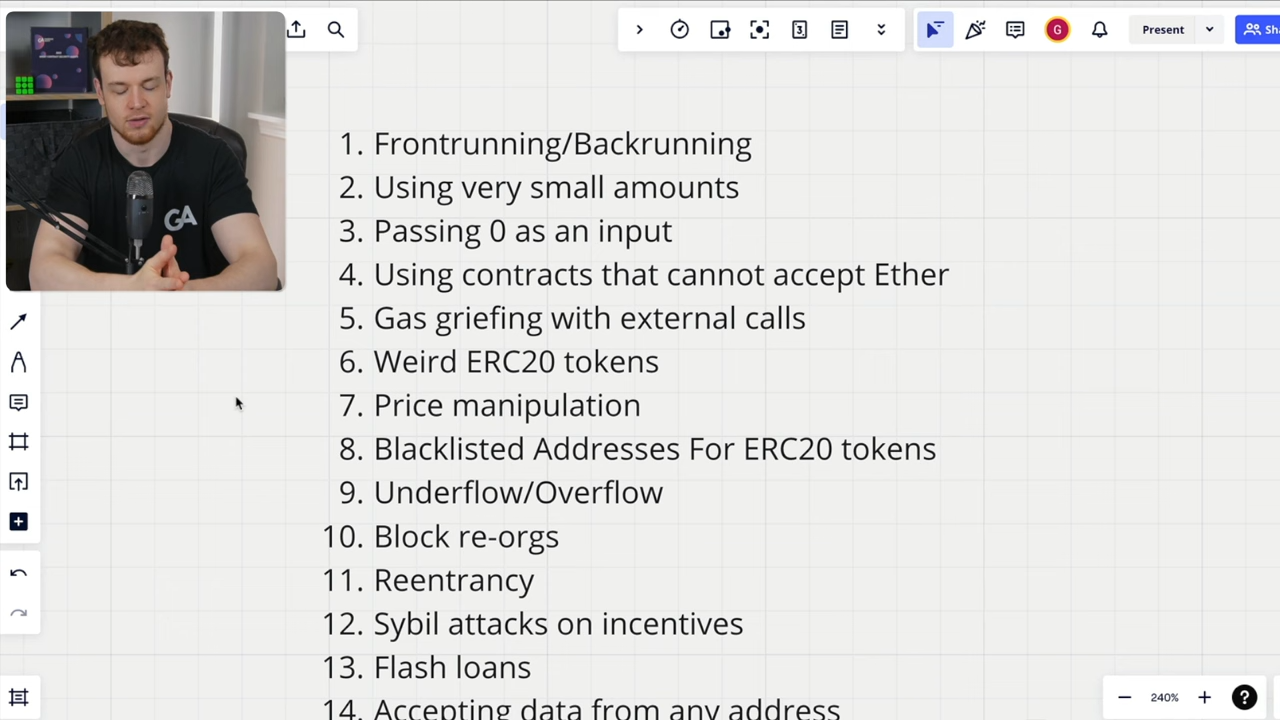 GA
3
G
Present
Sha
1. Frontrunning/Backrunning
2. Using very small amounts
3. Passing 0 as an input
4. Using contracts that cannot accept Ether
5. Gas griefing with external calls
6. Weird ERC20 tokens
7. Price manipulation
8. Blacklisted Addresses For ERC20 tokens
9. Underflow/Overflow
10. Block re-orgs
11. Reentrancy
12. Sybil attacks on incentives
13. Flash loans
14. Accepting data from any address
240%
?